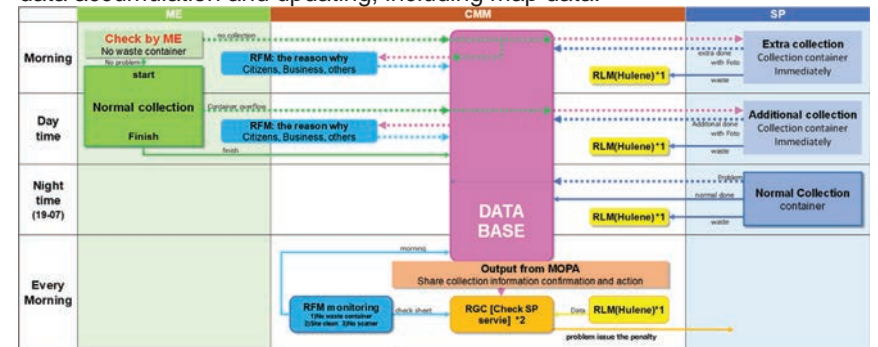 data accumulation and updating, including map data.
ME
CMM
SP
Morning
Check by ME
No waste container
No problem
start
no collection
RFM: the reason why
Citizens, Business, others
extra done
with Foto
Extra collection
Collection container
Immediately
RLM(Hulene)*1
waste
Day
time
Normal collection
Finish
Container overflow
RFM: the reason why
Citizens, Business, others
finish
Additional done
with Foto
Additional collection
Collection container
Immediately
RLM(Hulene)*1
waste
Night
time
(19-07)
DATA
BASE
Problem
normal done
Normal Collection
container
RLM(Hulene)*1
waste
Every
Morning
morning
Output from MOPA
Share collection information confirmation and action
RFM monitoring
1)No waste container
2)Site clean 3)No scatter
check sheet
RGC [Check SP
servie] *2
Data
RLM(Hulene)*1
problem issue the penalty